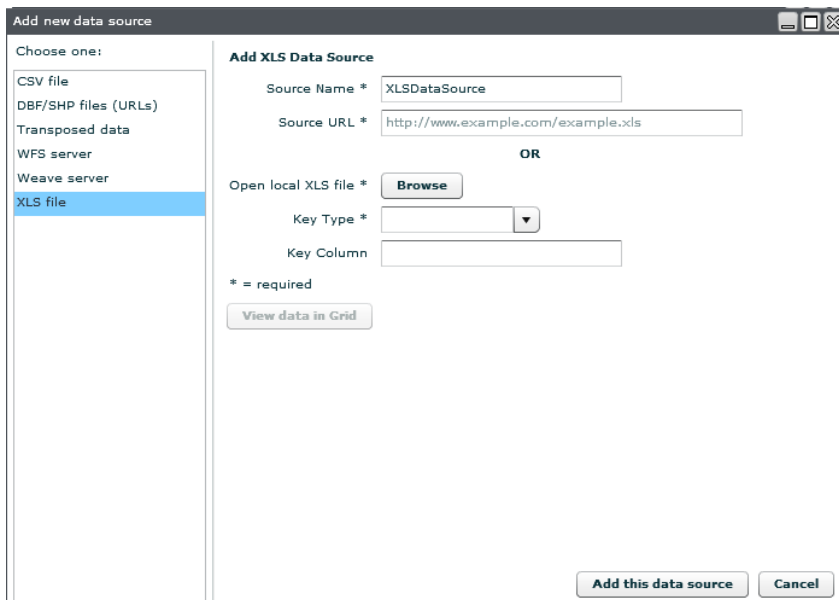 Add new data source
Choose one:
CSV file
DBF/SHP files (URLs)
Transposed data
WFS server
Weave server
XLS file
Add XLS Data Source
Source Name * XLSDataSource
Source URL * http://www.example.com/example.xls
OR
Open local XLS file * Browse
Key Type *
Key Column
* = required
View data in Grid
Add this data source Cancel